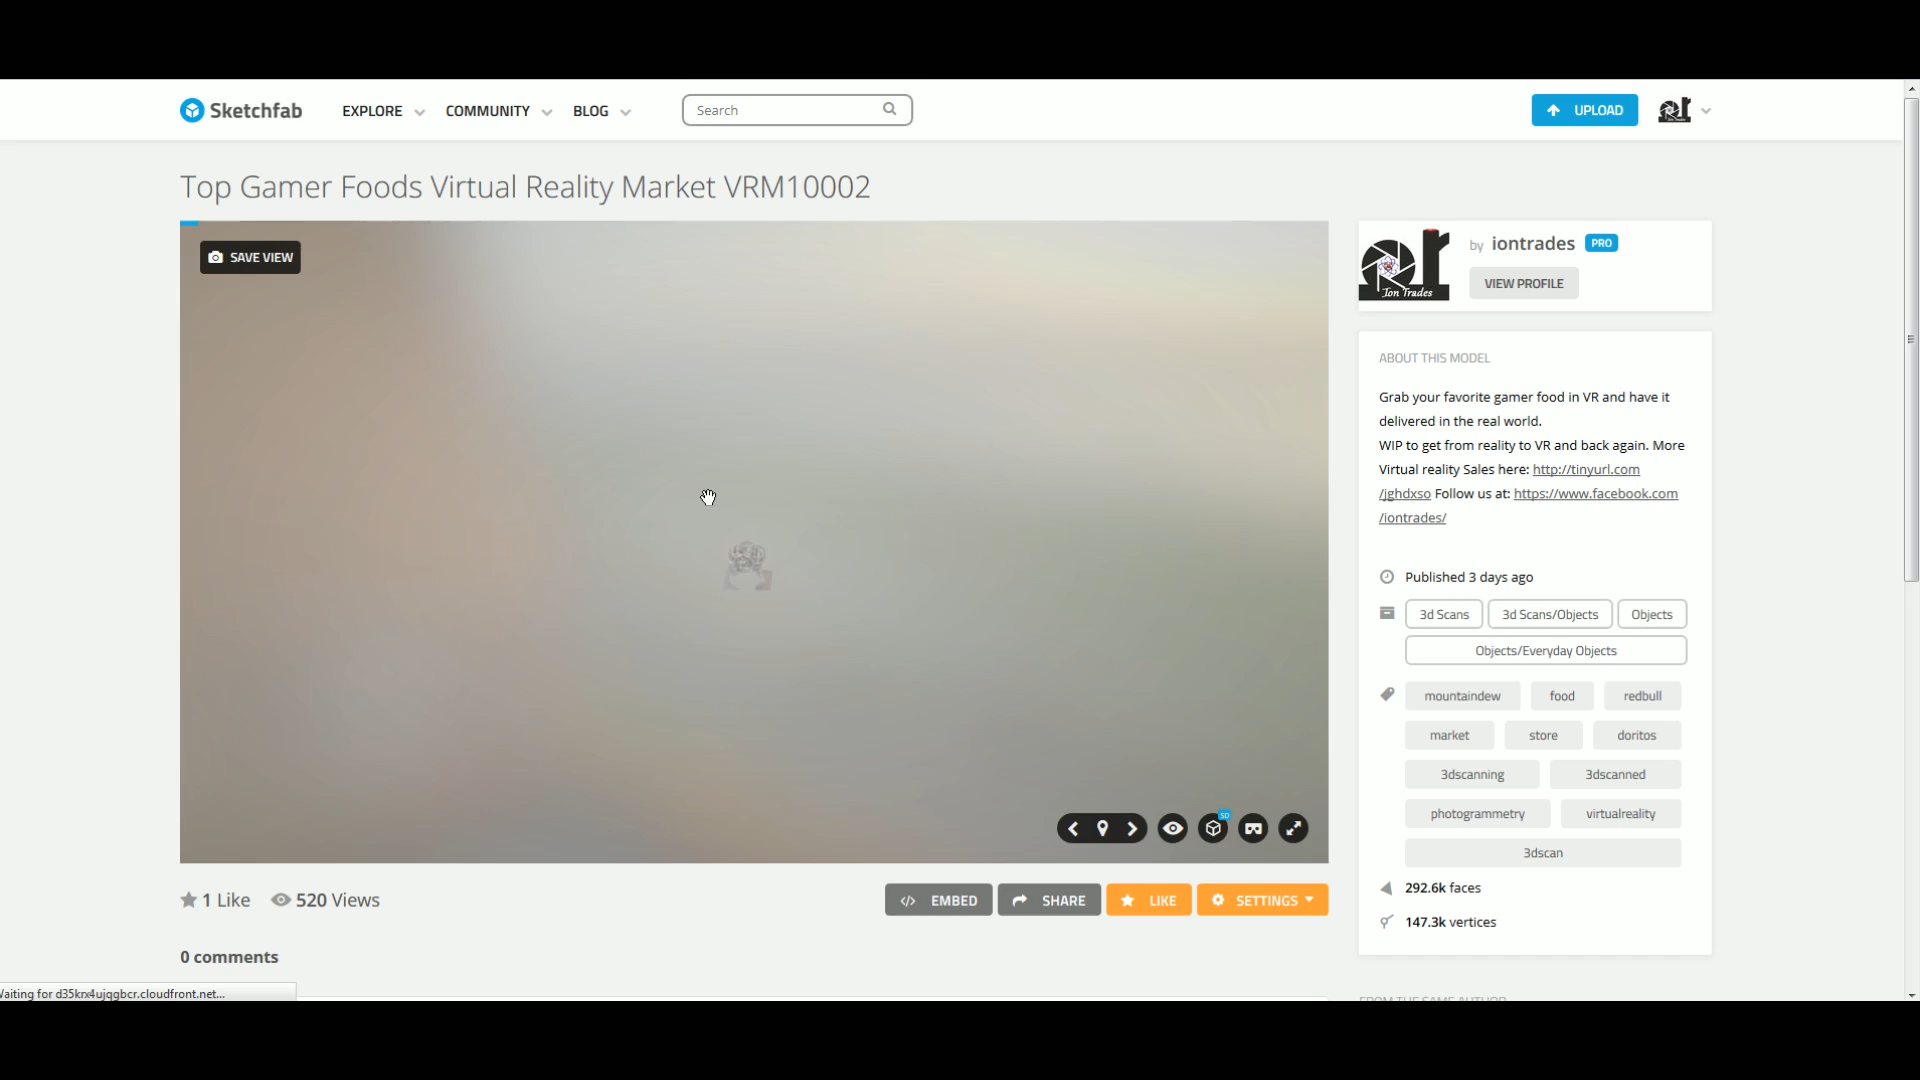 Sketchfab
EXPLORE
COMMUNITY
BLOG
Search
UPLOAD
Top Gamer Foods Virtual Reality Market VRM10002
SAVE VIEW
Ion Trades
by iontrades PRO
VIEW PROFILE
ABOUT THIS MODEL
Grab your favorite gamer food in VR and have it
delivered in the real world.
WIP to get from reality to VR and back again. More
Virtual reality Sales here: http://tinyurl.com
/jghdxso Follow us at: https://www.facebook.com
/iontrades/
Published 3 days ago
3d Scans 3d Scans/Objects Objects
Objects/Everyday Objects
mountaindew food redbull
market store doritos
3dscanning 3dscanned
photogrammetry virtualreality
3dscan
292.6k faces
147.3k vertices
SD
1 Like 520 Views
</> EMBED SHARE LIKE SETTINGS
0 comments
FROM THE SAME AUTHOR